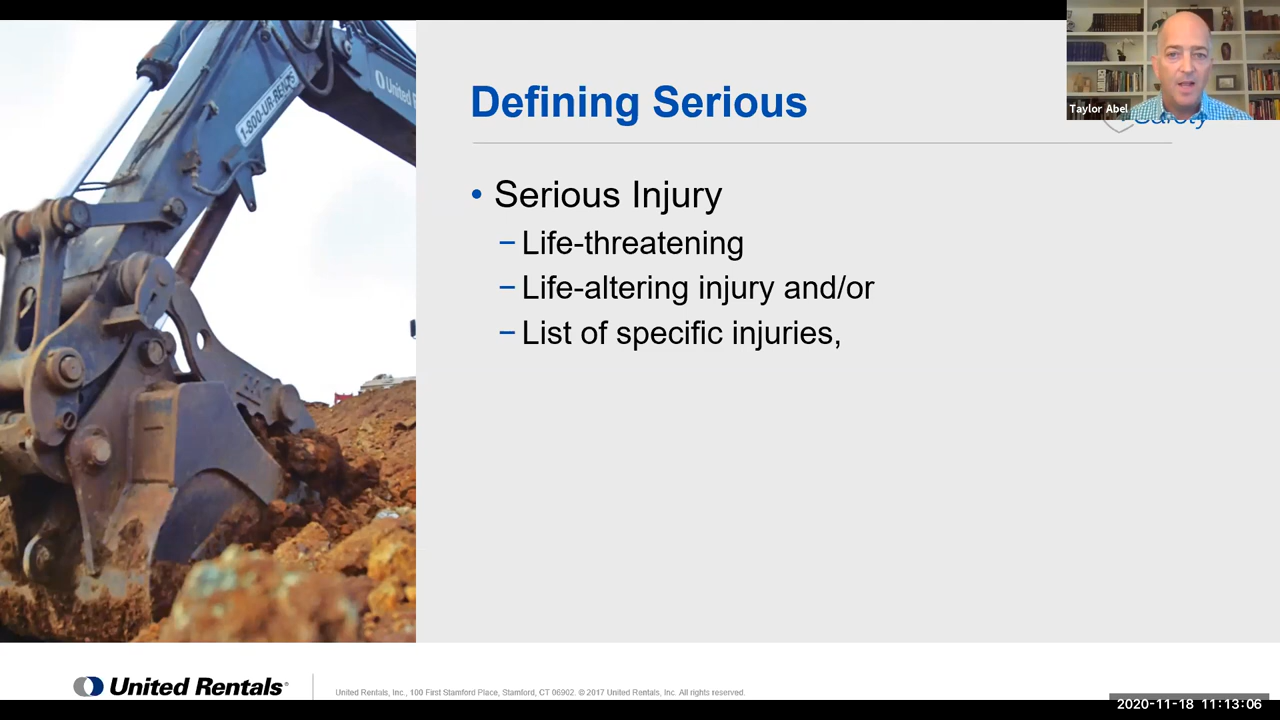 Defining Serious
Taylor Abel
Safety
1-800-UR-RENTS
United
• Serious Injury
– Life-threatening
– Life-altering injury and/or
– List of specific injuries,
United Rentals®
United Rentals, Inc., 100 First Stamford Place, Stamford, CT 06902. © 2017 United Rentals, Inc. All rights reserved.
2020-11-18 11:13:06